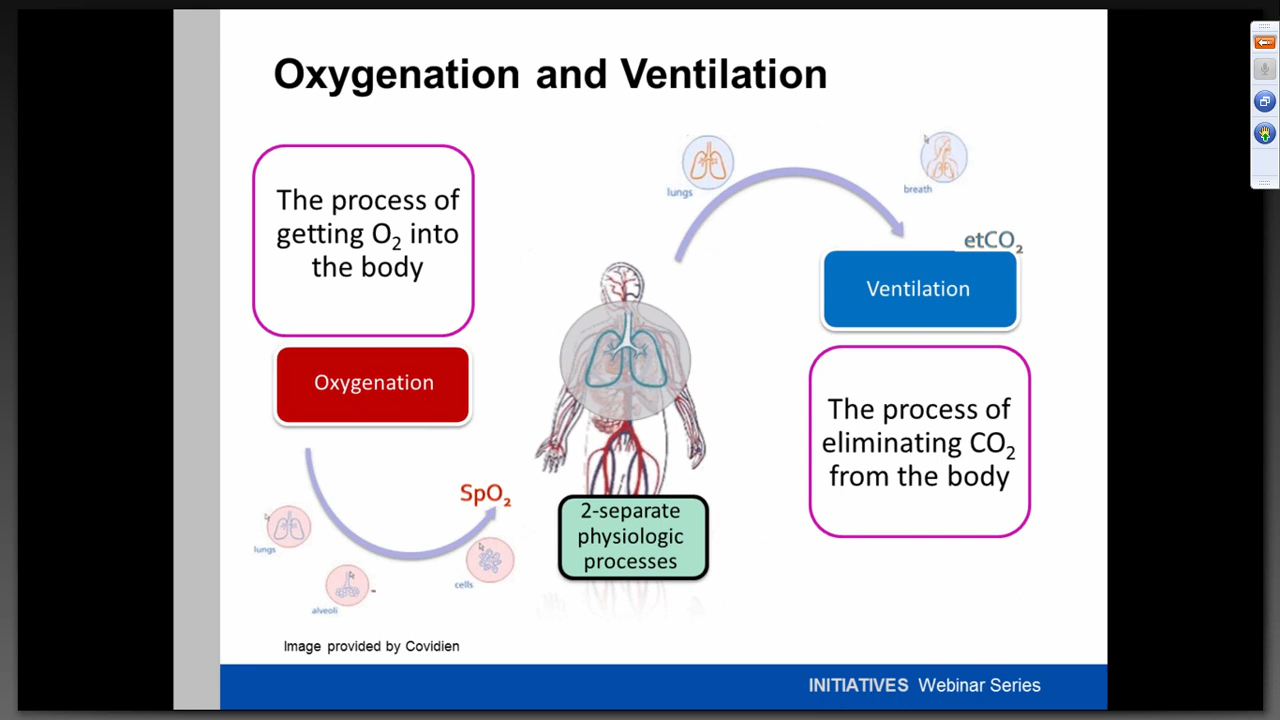 Oxygenation and Ventilation
The process of
getting O₂ into
the body
Oxygenation
SpO₂
lungs
alveoli
cells
lungs
breath
etCO₂
Ventilation
The process of
eliminating CO₂
from the body
2-separate
physiologic
processes
Image provided by Covidien
INITIATIVES Webinar Series